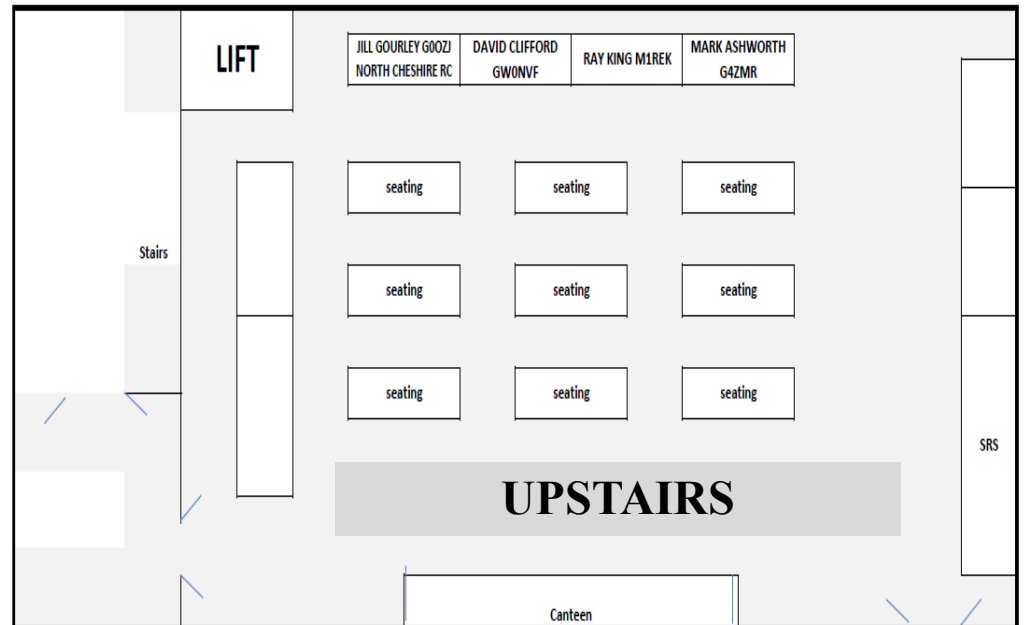 LIFT
JILL GOURLEY G0OZJ
NORTH CHESHIRE RC
DAVID CLIFFORD
GW0NVF
RAY KING M1REK
MARK ASHWORTH
G4ZMR
seating
seating
seating
Stairs
seating
seating
seating
seating
seating
seating
SRS
UPSTAIRS
Canteen